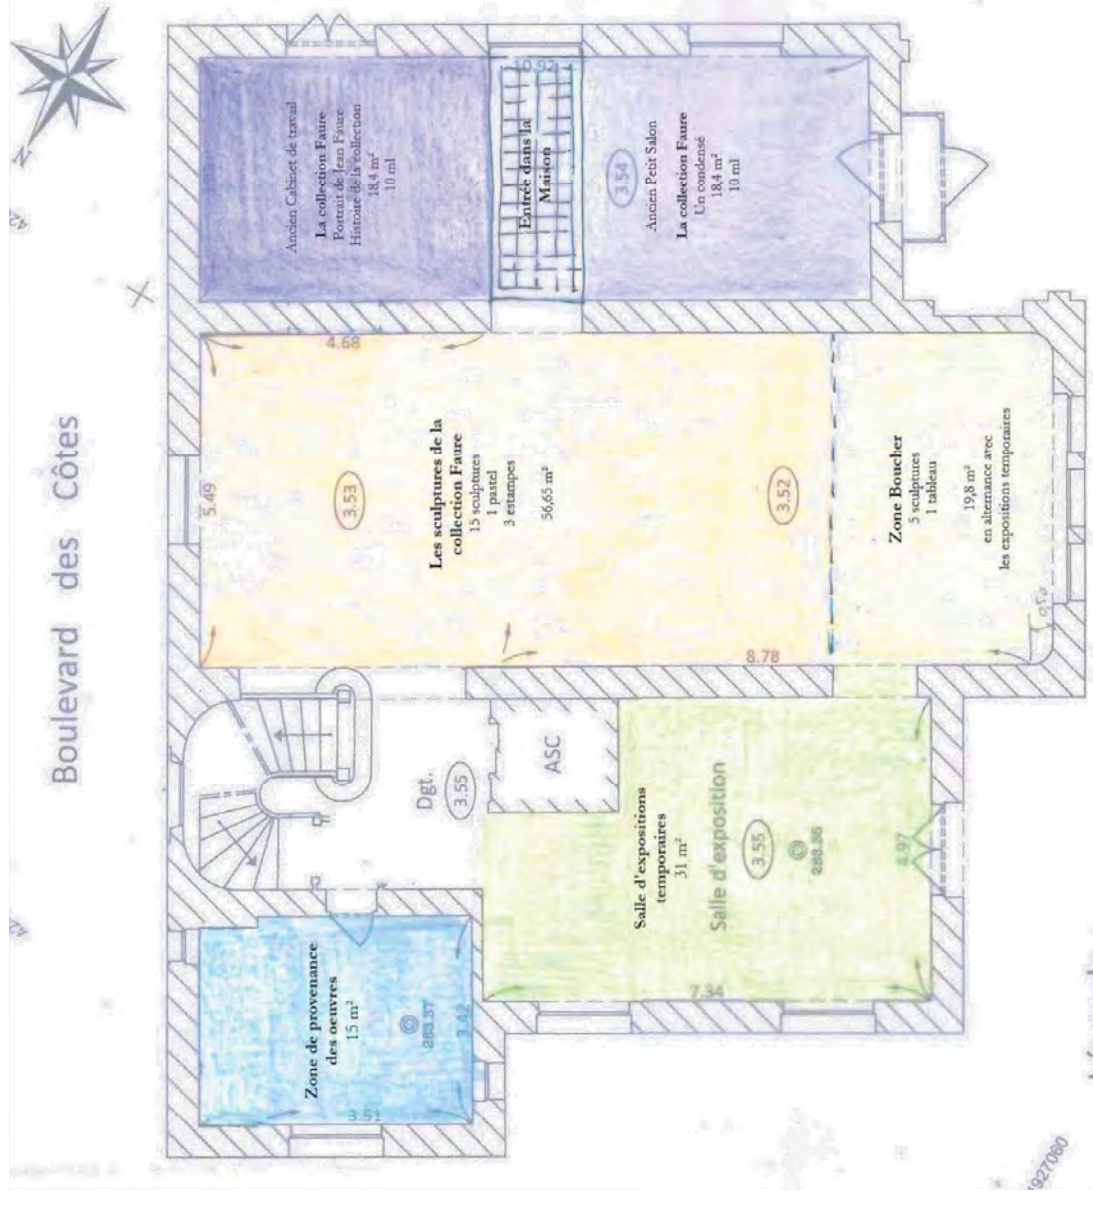 N
Boulevard des Côtes
Ancien Cabinet de travail
La collection Faure
Portrait de Jean Faure
Histoire de la collection
18,4 m²
10 ml
10.92
Entrée dans la
Maison
3.54
Ancien Petit Salon
La collection Faure
Un condensé
18,4 m²
10 ml
4.68
5.49
3.53
Les sculptures de la
collection Faure
15 sculptures
1 pastel
3 estampes
56,65 m²
3.52
8.78
Zone Boucher
5 sculptures
1 tableau
19,8 m²
en alternance avec
les expositions temporaires
Dgt.
3.55
ASC
Salle d'expositions
temporaires
31 m²
Salle d'exposition
3.55
4.97
7.34
Zone de provenance
des oeuvres
15 m²
3.42
3.51